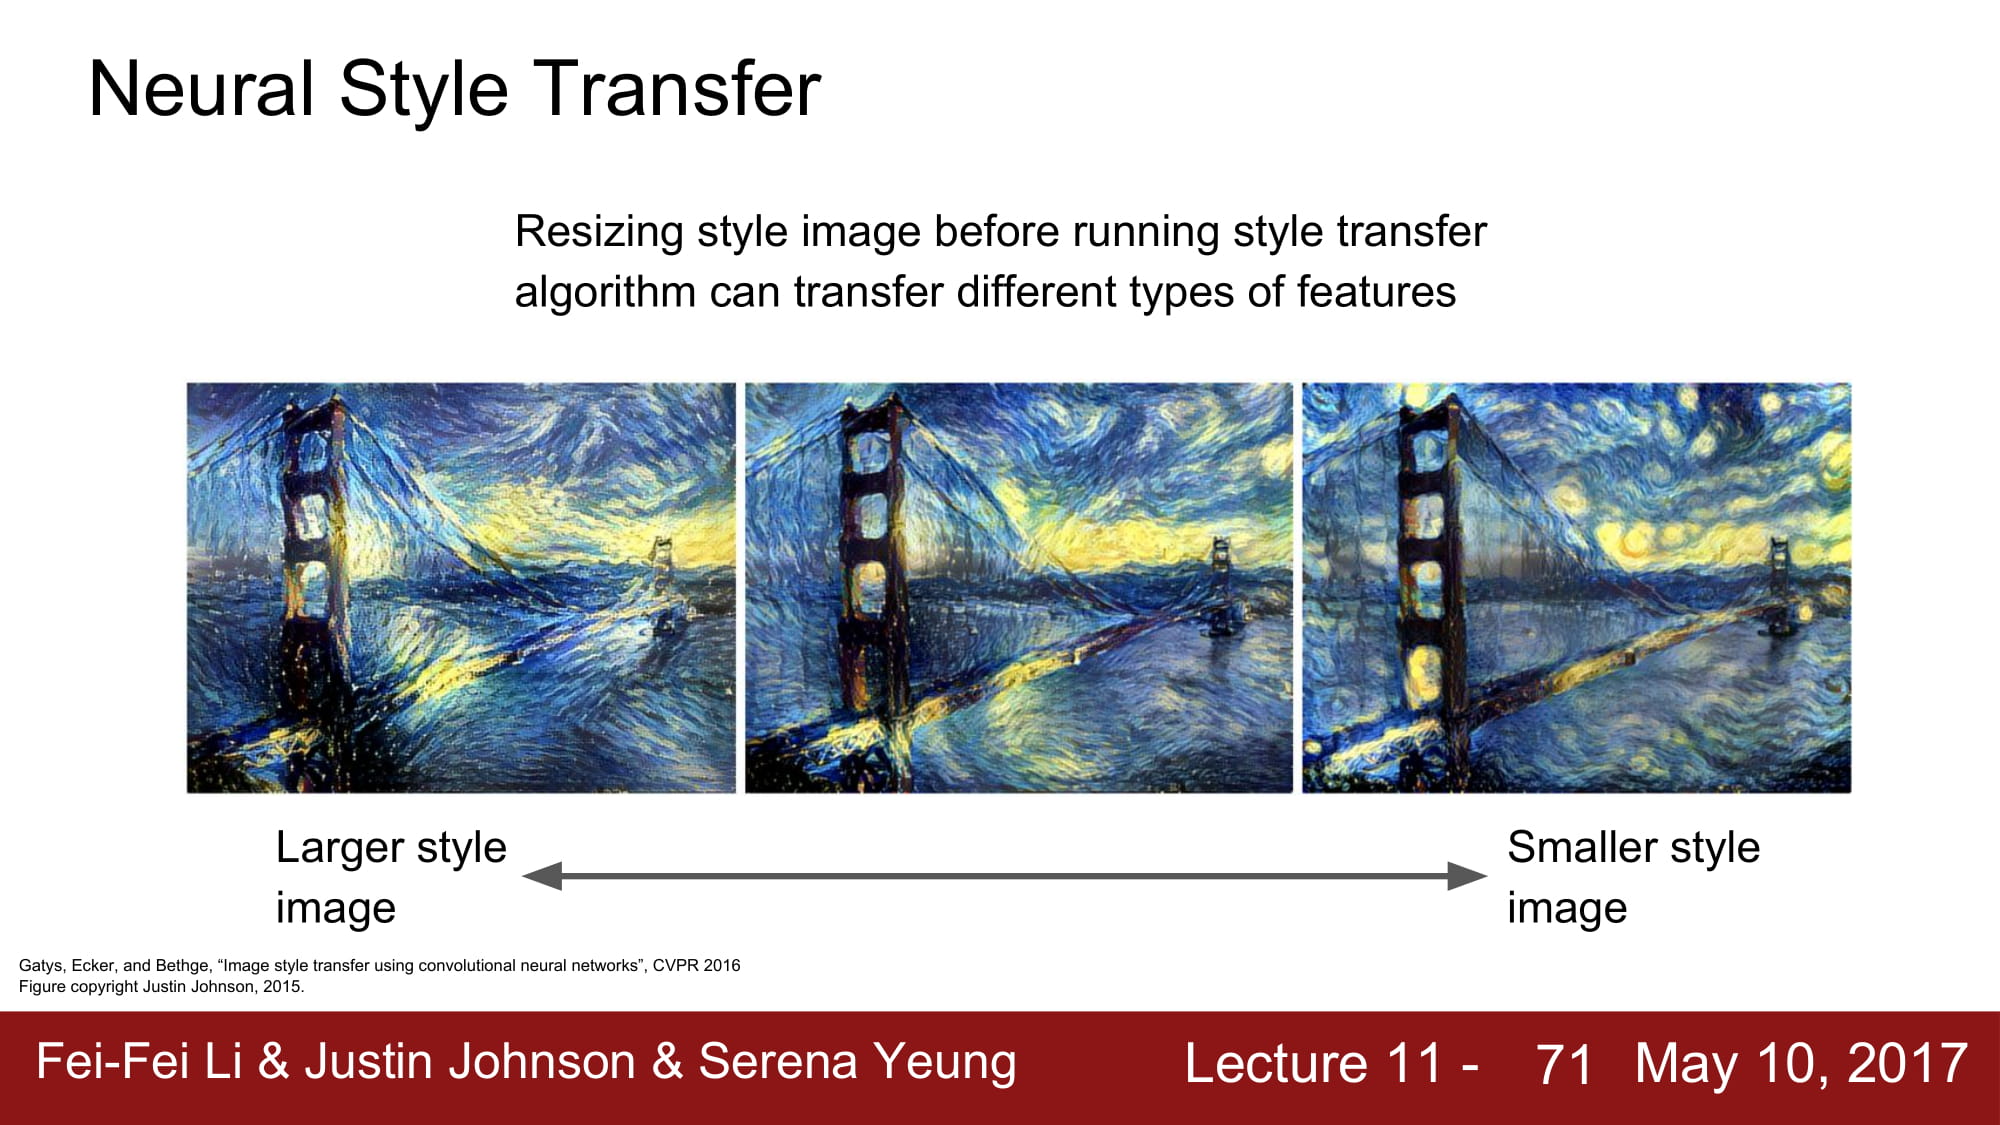 Neural Style Transfer
Resizing style image before running style transfer
algorithm can transfer different types of features
Larger style
image
Smaller style
image
Gatys, Ecker, and Bethge, “Image style transfer using convolutional neural networks”, CVPR 2016
Figure copyright Justin Johnson, 2015.
Fei-Fei Li & Justin Johnson & Serena Yeung Lecture 11 - 71 May 10, 2017